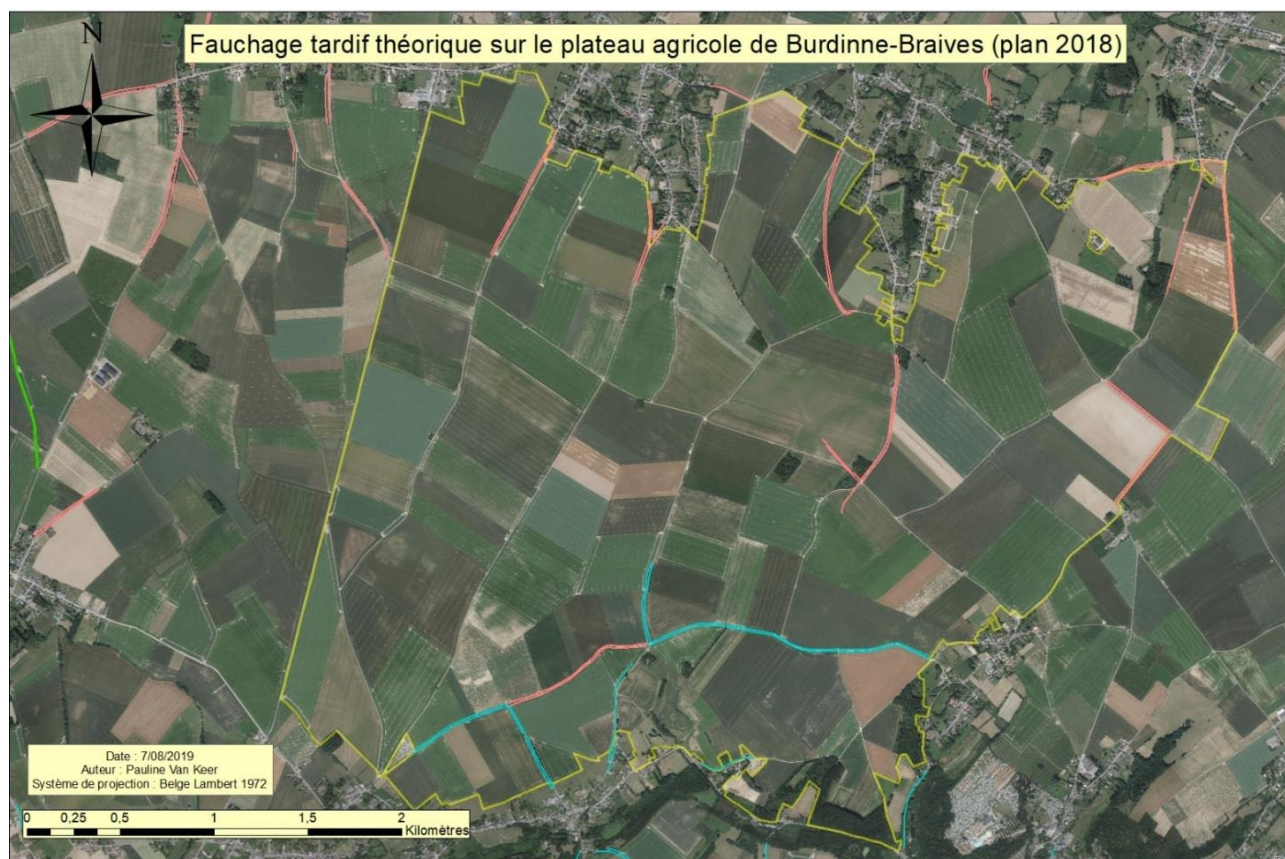 N
Fauchage tardif théorique sur le plateau agricole de Burdinne-Braives (plan 2018)
Date : 7/08/2019
Auteur : Pauline Van Keer
Système de projection : Belge Lambert 1972
0 0,25 0,5 1 1,5 2
Kilomètres